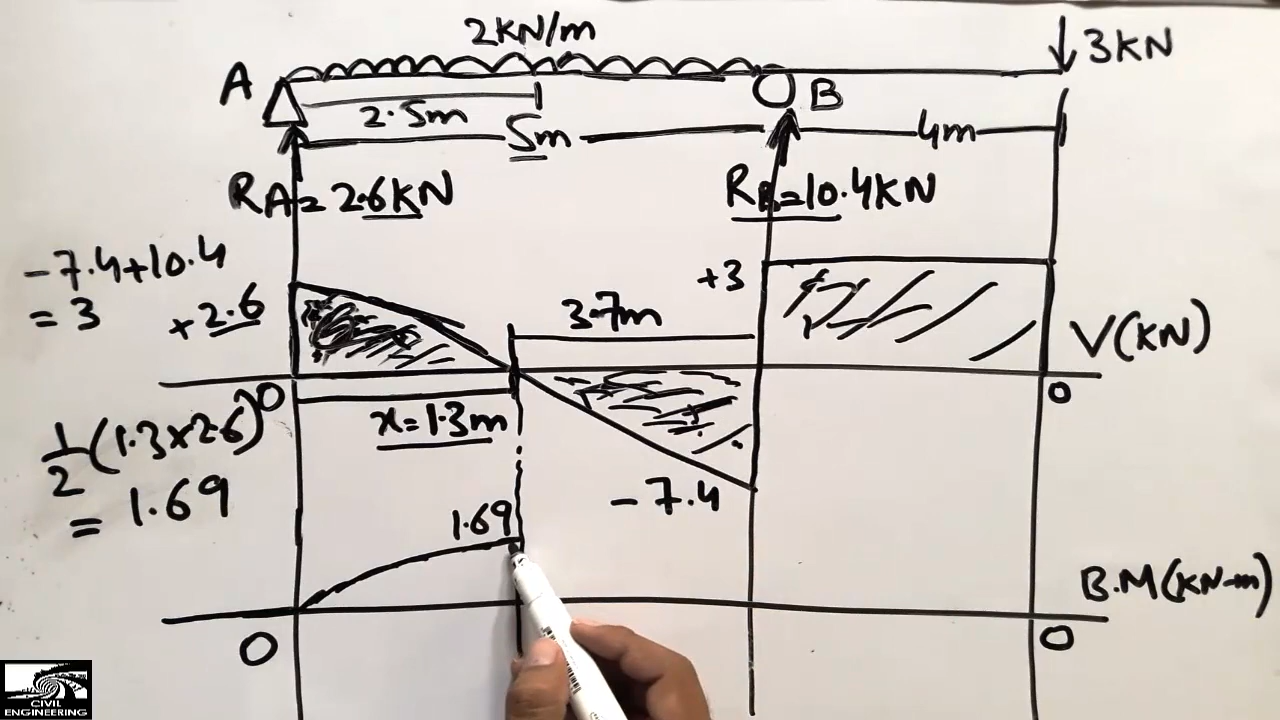 2KN/m
3KN
A
B
2.5m
5m
4m
RA=2.6KN
RB=10.4KN
-7.4+10.4
= 3
+2.6
+3
3.7m
V(KN)
0
0
x=1.3m
1/2(1.3x2.6)
= 1.69
-7.4
1.69
B.M(KN-m)
0
0
CIVIL
ENGINEERING